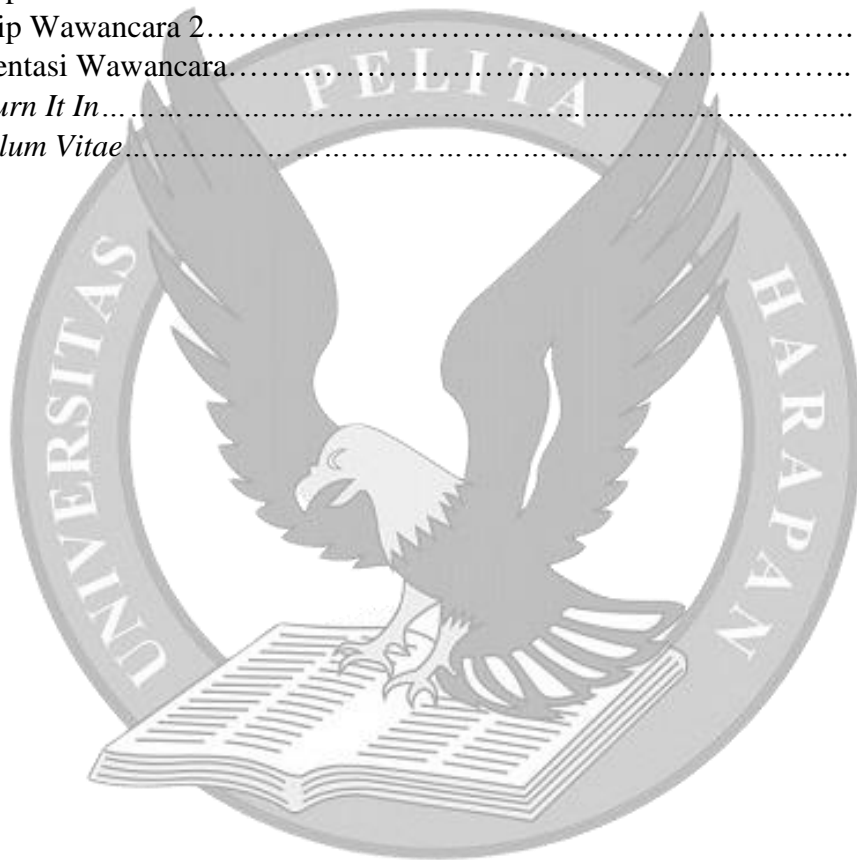 ip Wawancara 2……………………………………………………….
entasi Wawancara……………………………………………………..
urn It In…………………………………………………………………..
lum Vitae………………………………………………………………..
UNIVERSITAS PELITA HARAPAN